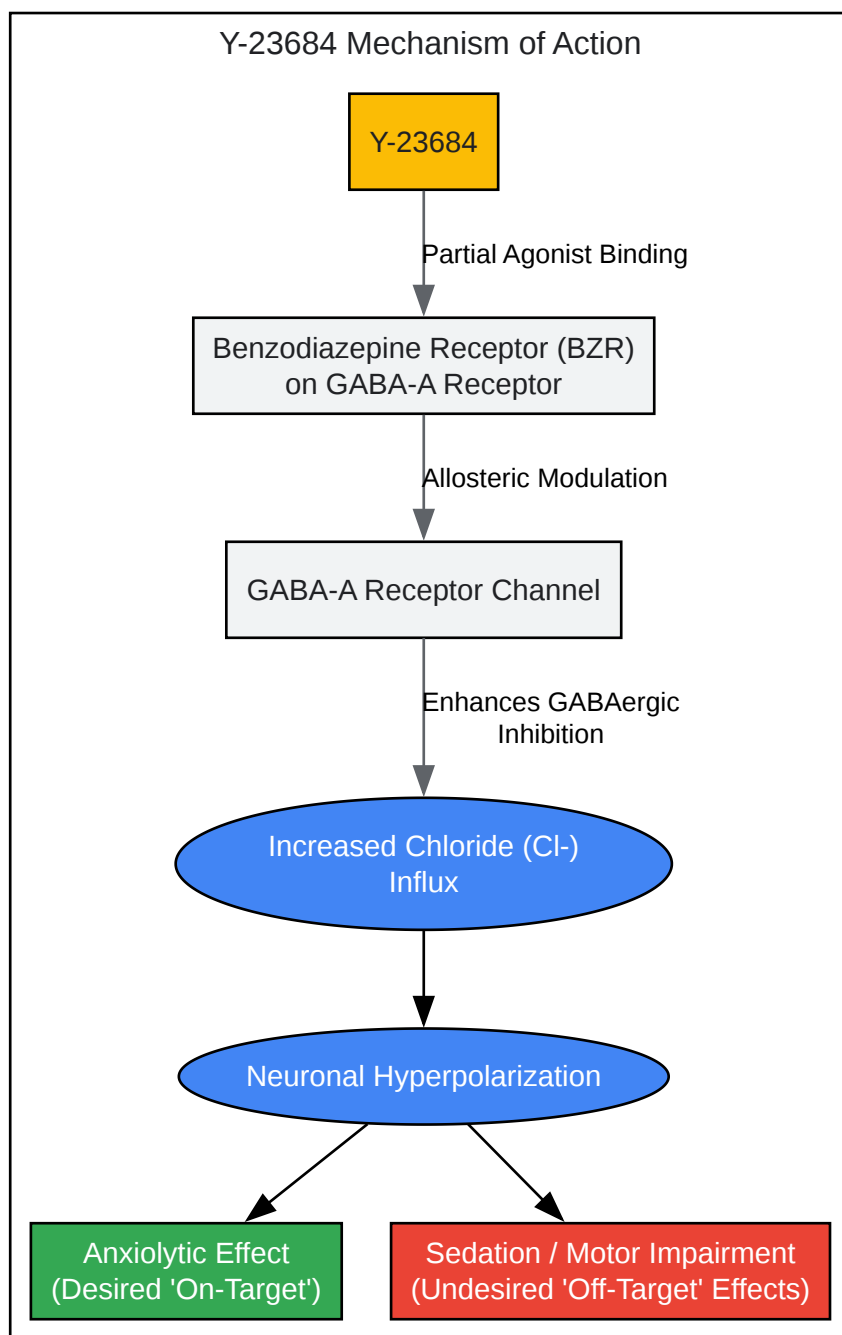 Y-23684 Mechanism of Action
Y-23684
Partial Agonist Binding
Benzodiazepine Receptor (BZR)
on GABA-A Receptor
Allosteric Modulation
GABA-A Receptor Channel
Enhances GABAergic
Inhibition
Increased Chloride (Cl-)
Influx
Neuronal Hyperpolarization
Anxiolytic Effect
(Desired 'On-Target')
Sedation / Motor Impairment
(Undesired 'Off-Target' Effects)